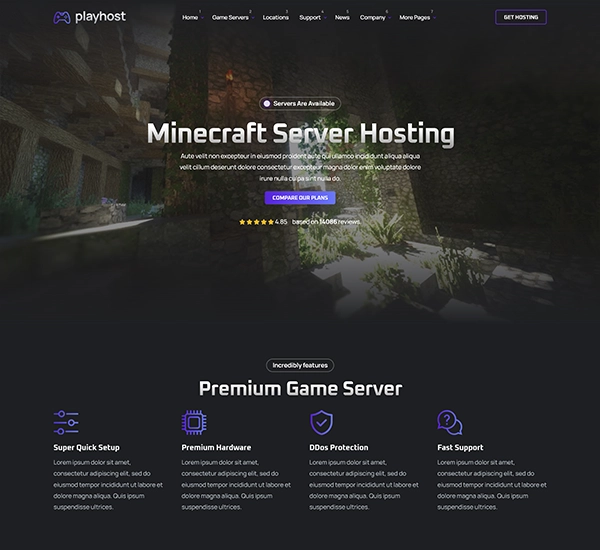 playhost
Home 1 Game Servers 2 Locations 3 Support 4 News 5 Company 6 More Pages 7 GET HOSTING
Servers Are Available
Minecraft Server Hosting
Aute velit non excepteur in eiusmod proident aute qui ullamco incididunt aliqua aliqua
velit cillum deserunt dolore consectetur excepteur magna dolor enim voluptate dolore
irure nulla culpa sint nulla do.
COMPARE OUR PLANS
4.85 based on 14086 reviews.
Incredibly features
Premium Game Server
Super Quick Setup
Lorem ipsum dolor sit amet,
consectetur adipiscing elit, sed do
eiusmod tempor incididunt ut labore et
dolore magna aliqua. Quis ipsum
suspendisse ultrices.
Premium Hardware
Lorem ipsum dolor sit amet,
consectetur adipiscing elit, sed do
eiusmod tempor incididunt ut labore et
dolore magna aliqua. Quis ipsum
suspendisse ultrices.
DDos Protection
Lorem ipsum dolor sit amet,
consectetur adipiscing elit, sed do
eiusmod tempor incididunt ut labore et
dolore magna aliqua. Quis ipsum
suspendisse ultrices.
Fast Support
Lorem ipsum dolor sit amet,
consectetur adipiscing elit, sed do
eiusmod tempor incididunt ut labore et
dolore magna aliqua. Quis ipsum
suspendisse ultrices.